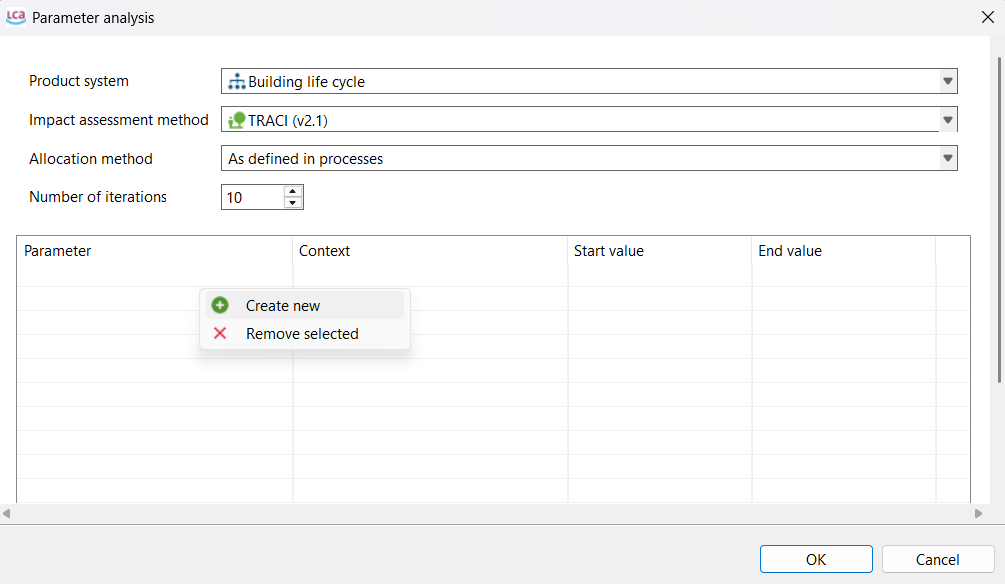 LCA Parameter analysis
Product system Building life cycle
Impact assessment method TRACI (v2.1)
Allocation method As defined in processes
Number of iterations 10
Parameter Context Start value End value
Create new
Remove selected
OK Cancel